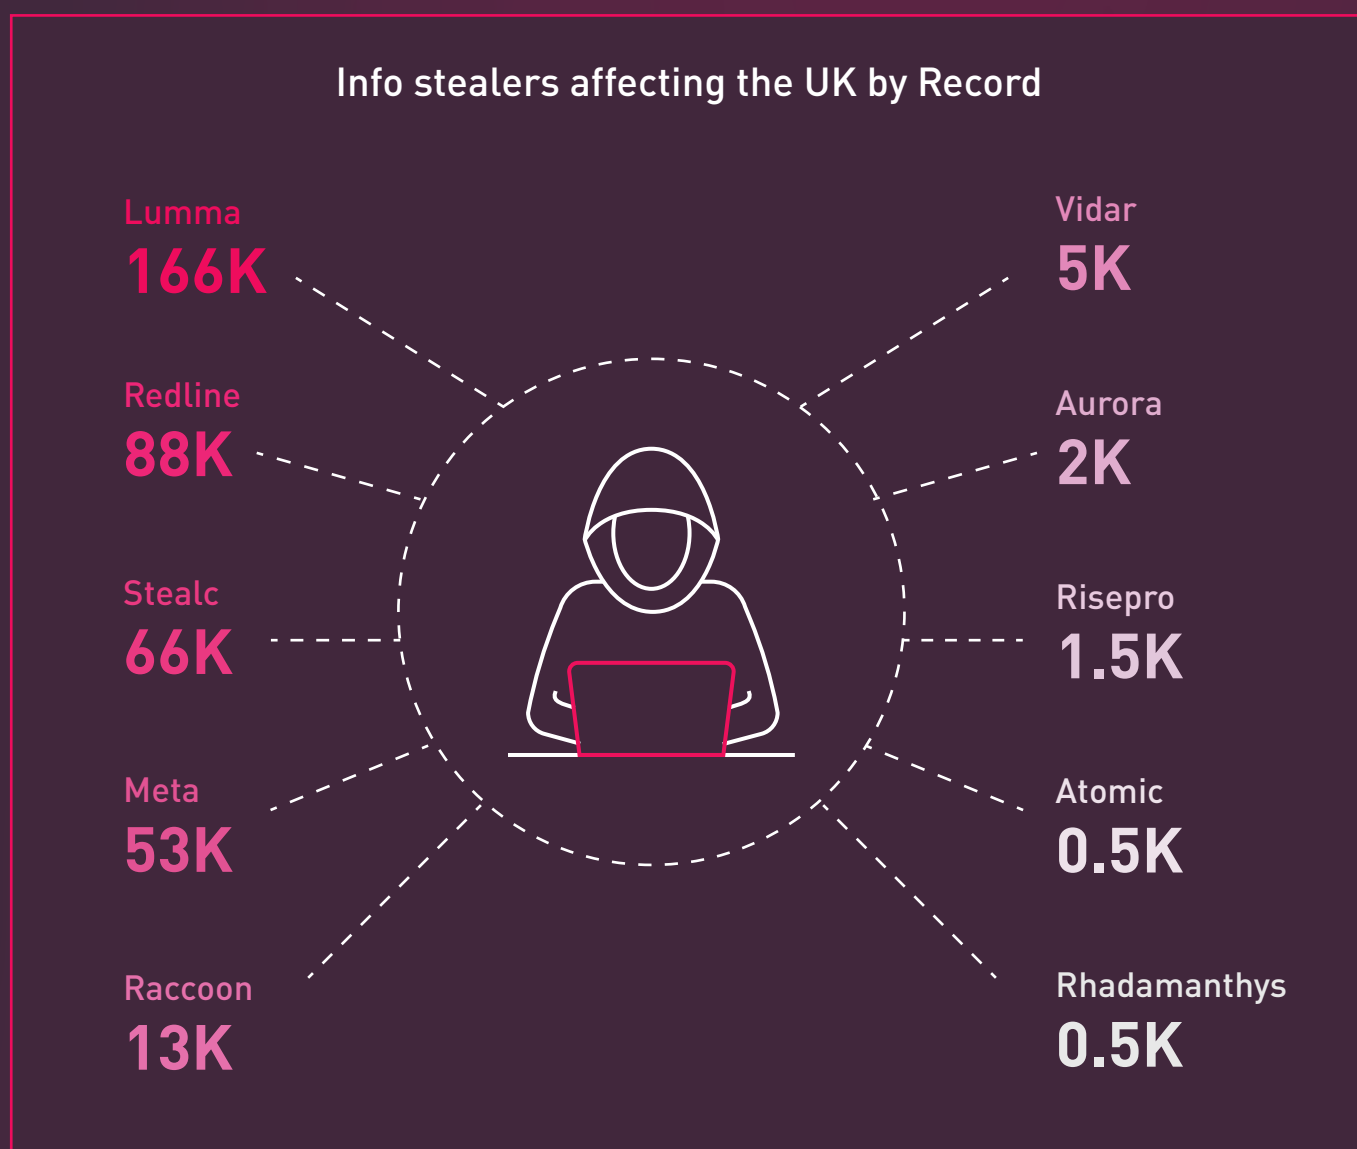 Info stealers affecting the UK by Record
Lumma
166K
Redline
88K
Stealc
66K
Meta
53K
Raccoon
13K
Vidar
5K
Aurora
2K
Risepro
1.5K
Atomic
0.5K
Rhadamanthys
0.5K